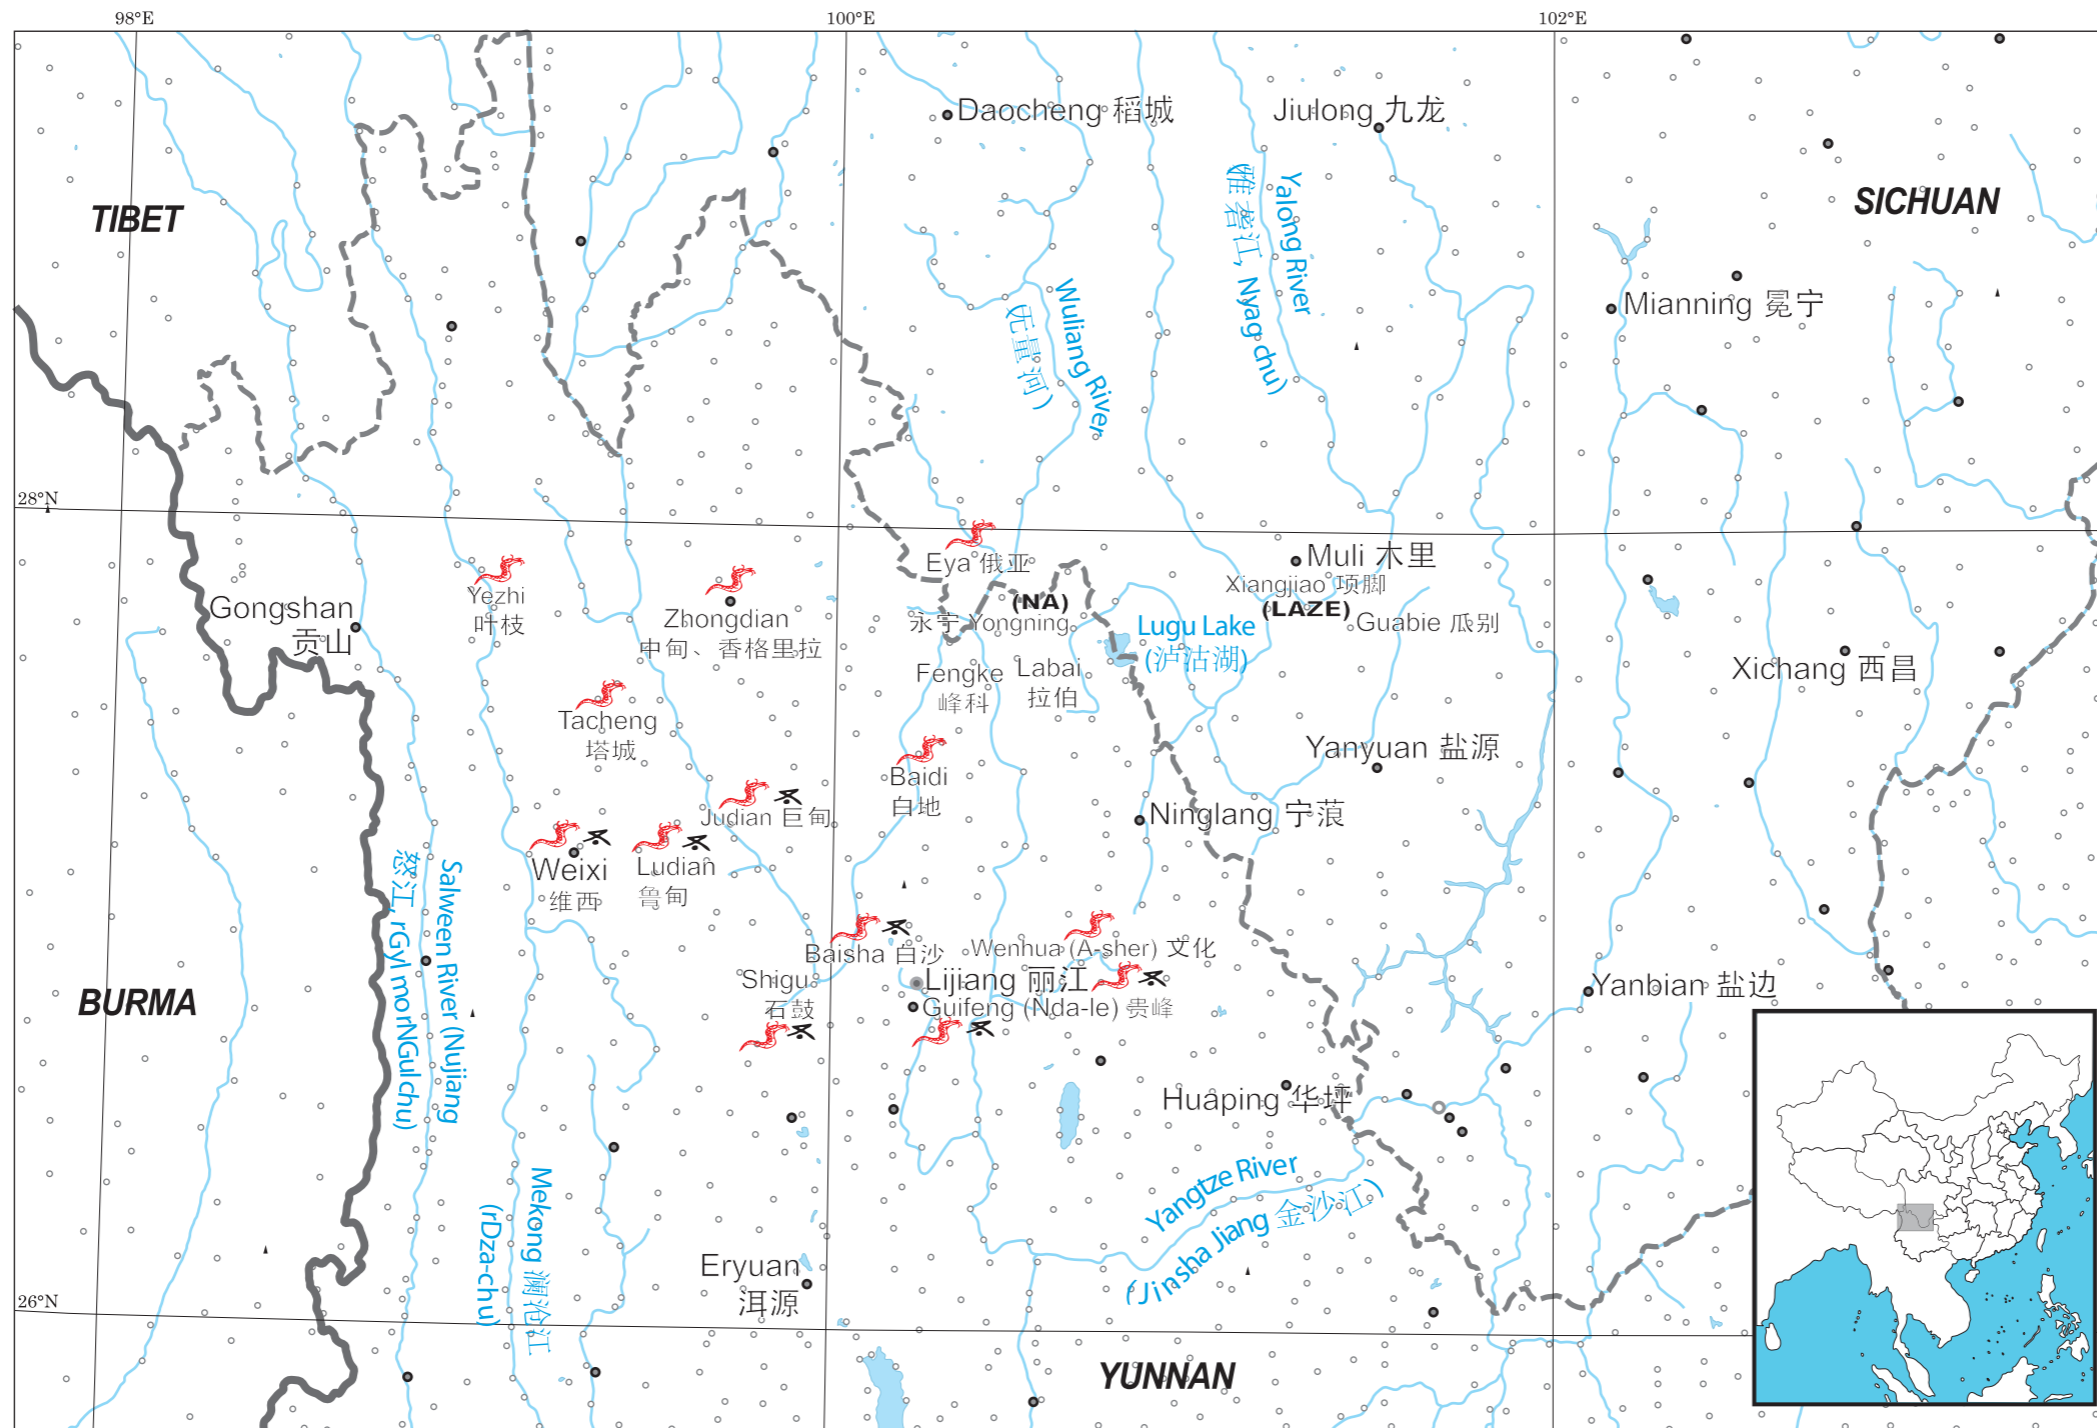 98°E
100°E
102°E
Daocheng 稻城
Jiulong 九龙
TIBET
SICHUAN
Yalong River
(雅砻江, Nyag chu)
Wuliang River
(无量河)
Mianning 冕宁
28°N
Eya 俄亚
Muli 木里
Xiangjiao 项脚
(LAZE)
Guabie 瓜别
Yezhi
叶枝
Gongshan
贡山
Zhongdian
中甸、香格里拉
(NA)
永宁 Yongning
Lugu Lake
(泸沽湖)
Fengke
峰科
Labai
拉伯
Xichang 西昌
Tacheng
塔城
Baidi
白地
Yanyuan 盐源
Judian 巨甸
Ninglang 宁蒗
Weixi
维西
Ludian
鲁甸
Salween River (Nujiang
怒江, rGyl morNGul chu)
Baisha 白沙
Wenhua (A-sher) 文化
Shigu
石鼓
Lijiang 丽江
Guifeng (Nda-le) 贵峰
Yanbian 盐边
BURMA
Huaping 华坪
Mekong 澜沧江
(rDza-chu)
Yangtze River
(Jinsha Jiang 金沙江)
Eryuan
洱源
26°N
YUNNAN